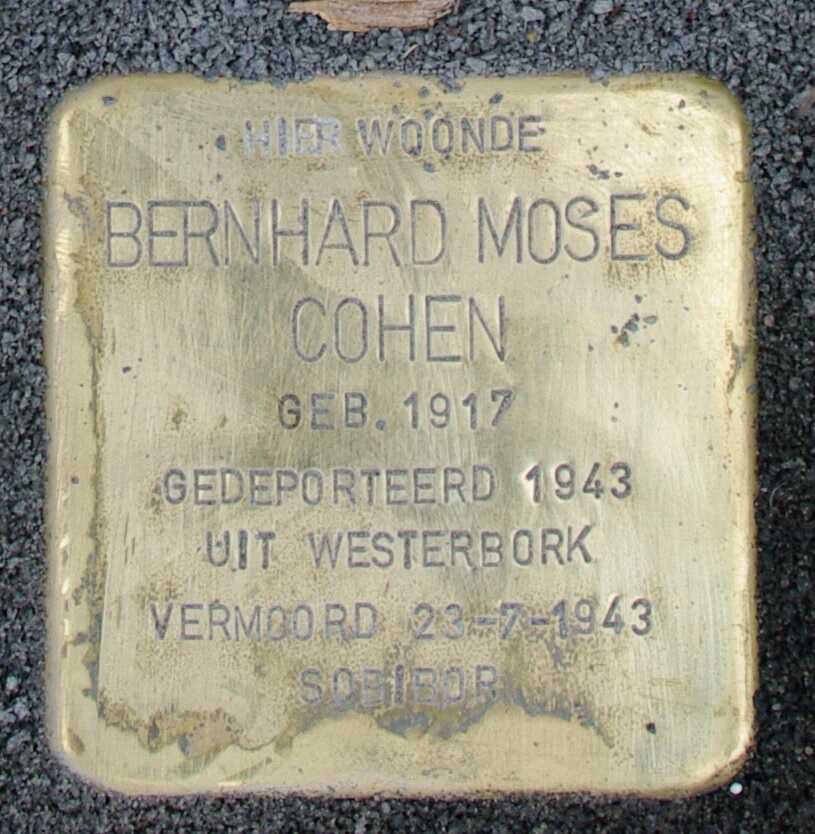 HIER WOONDE
BERNHARD MOSES
COHEN
GEB. 1917
GEDEPORTEERD 1943
UIT WESTERBORK
VERMOORD 23-7-1943
SOBIBOR